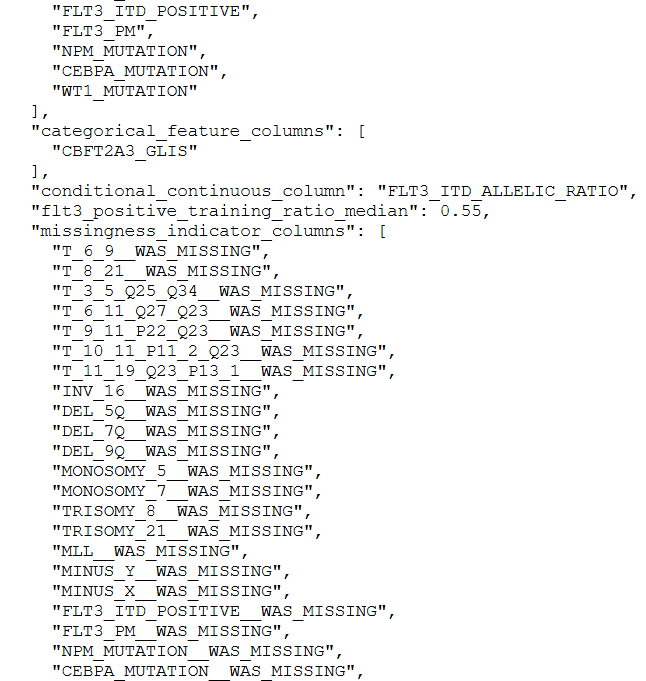 "FLT3_ITD_POSITIVE",
"FLT3_PM",
"NPM_MUTATION",
"CEBPA_MUTATION",
"WT1_MUTATION"
],
"categorical_feature_columns": [
"CBFT2A3_GLIS"
],
"conditional_continuous_column": "FLT3_ITD_ALLELIC_RATIO",
"flt3_positive_training_ratio_median": 0.55,
"missingness_indicator_columns": [
"T_6_9__WAS_MISSING",
"T_8_21__WAS_MISSING",
"T_3_5_Q25_Q34__WAS_MISSING",
"T_6_11_Q27_Q23__WAS_MISSING",
"T_9_11_P22_Q23__WAS_MISSING",
"T_10_11_P11_2_Q23__WAS_MISSING",
"T_11_19_Q23_P13_1__WAS_MISSING",
"INV_16__WAS_MISSING",
"DEL_5Q__WAS_MISSING",
"DEL_7Q__WAS_MISSING",
"DEL_9Q__WAS_MISSING",
"MONOSOMY_5__WAS_MISSING",
"MONOSOMY_7__WAS_MISSING",
"TRISOMY_8__WAS_MISSING",
"TRISOMY_21__WAS_MISSING",
"MLL__WAS_MISSING",
"MINUS_Y__WAS_MISSING",
"MINUS_X__WAS_MISSING",
"FLT3_ITD_POSITIVE__WAS_MISSING",
"FLT3_PM__WAS_MISSING",
"NPM_MUTATION__WAS_MISSING",
"CEBPA_MUTATION__WAS_MISSING",